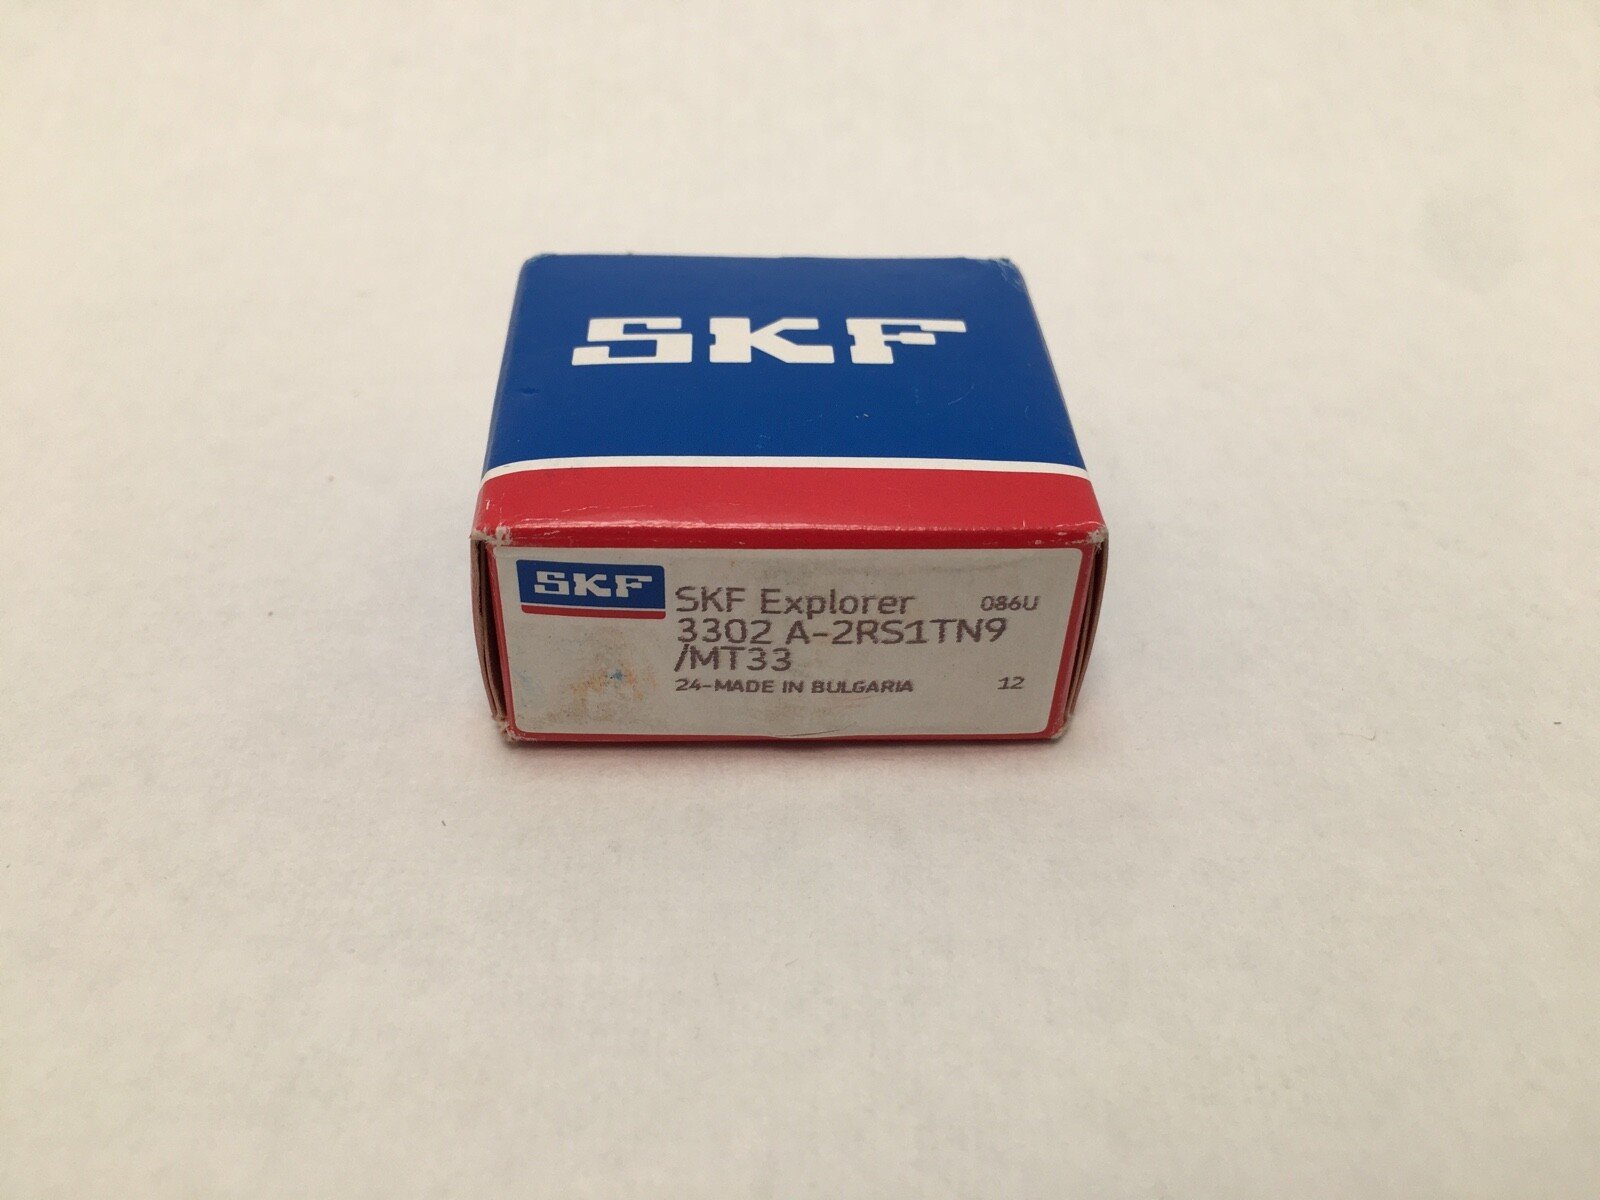 SKF
SKF
SKF Explorer 086U
3302 A-2RS1TN9
/MT33
24-MADE IN BULGARIA 12